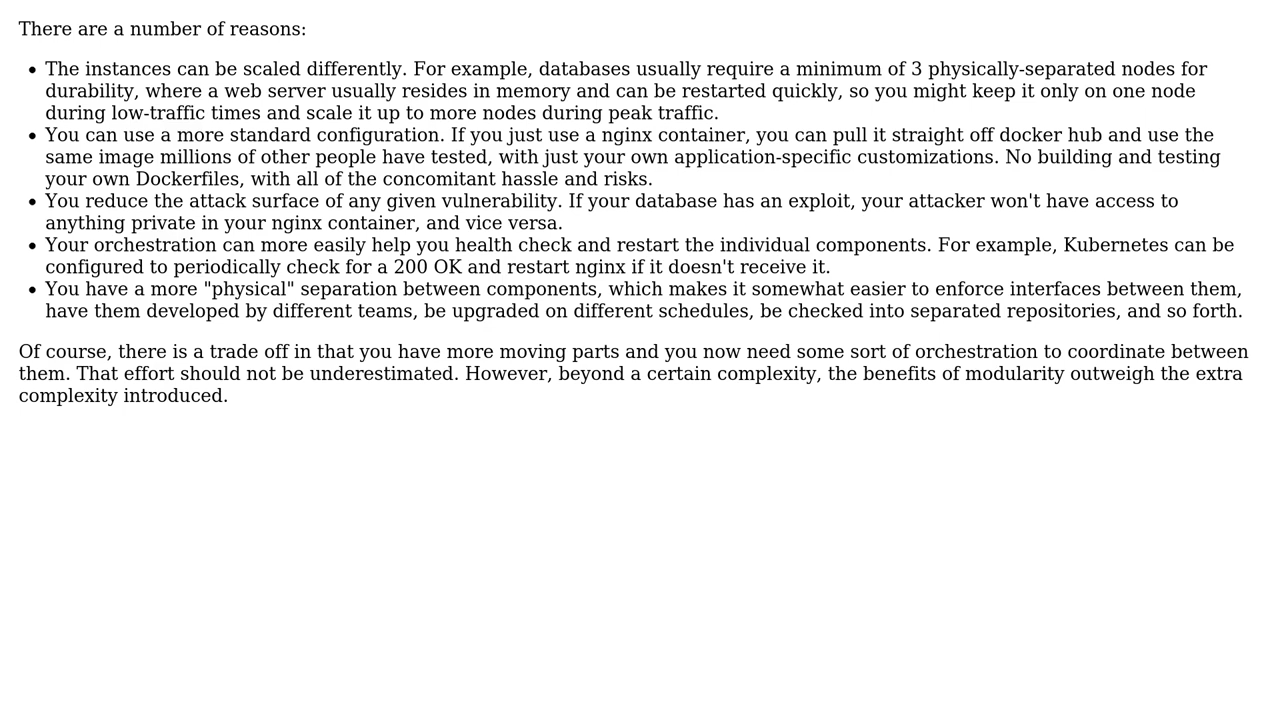 There are a number of reasons:
• The instances can be scaled differently. For example, databases usually require a minimum of 3 physically-separated nodes for
durability, where a web server usually resides in memory and can be restarted quickly, so you might keep it only on one node
during low-traffic times and scale it up to more nodes during peak traffic.
• You can use a more standard configuration. If you just use a nginx container, you can pull it straight off docker hub and use the
same image millions of other people have tested, with just your own application-specific customizations. No building and testing
your own Dockerfiles, with all of the concomitant hassle and risks.
• You reduce the attack surface of any given vulnerability. If your database has an exploit, your attacker won't have access to
anything private in your nginx container, and vice versa.
• Your orchestration can more easily help you health check and restart the individual components. For example, Kubernetes can be
configured to periodically check for a 200 OK and restart nginx if it doesn't receive it.
• You have a more "physical" separation between components, which makes it somewhat easier to enforce interfaces between them,
have them developed by different teams, be upgraded on different schedules, be checked into separated repositories, and so forth.
Of course, there is a trade off in that you have more moving parts and you now need some sort of orchestration to coordinate between
them. That effort should not be underestimated. However, beyond a certain complexity, the benefits of modularity outweigh the extra
complexity introduced.